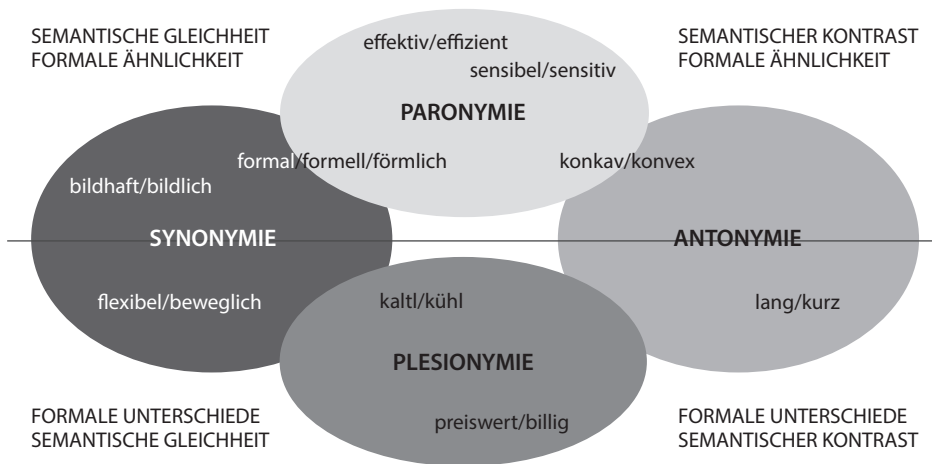 SEMANTISCHE GLEICHHEIT
FORMALE ÄHNLICHKEIT
effektiv/effizient
sensibel/sensitiv
SEMANTISCHER KONTRAST
FORMALE ÄHNLICHKEIT
PARONYMIE
formal/formell/förmlich
konkav/konvex
bildhaft/bildlich
SYNONYMIE
ANTONYMIE
flexibel/beweglich
kaltl/kühl
lang/kurz
PLESIONYMIE
preiswert/billig
FORMALE UNTERSCHIEDE
SEMANTISCHE GLEICHHEIT
FORMALE UNTERSCHIEDE
SEMANTISCHER KONTRAST